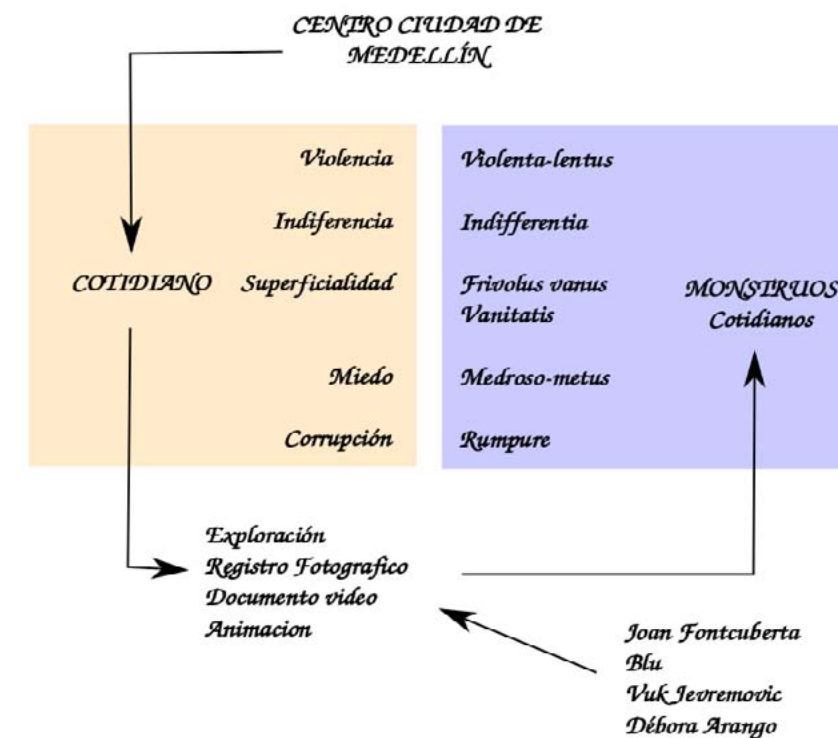 CENTRO CIUDAD DE
MEDELLÍN
Violencia
Indiferencia
COTIDIANO
Superficialidad
Miedo
Corrupción
Violenta-lentus
Indifferentia
Frivolus vanus
Vanitatis
Medroso-metus
Rumpure
MONSTRUOS
Cotidianos
Exploración
Registro Fotografico
Documento video
Animacion
Joan Fontcuberta
Blu
Vuk Jevremovic
Débora Arango